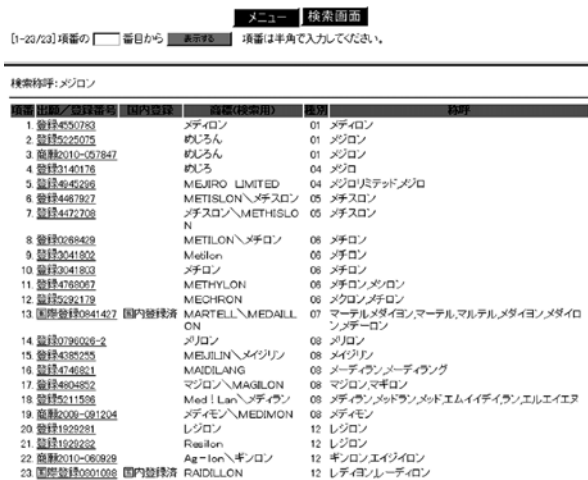 メニュー 検索画面
[1-23/23]項番の 番目から 表示する 項番は半角で入力してください。
検索称呼:メジロン
項番 出願/登録番号 国内登録 商標(検索用) 種別 称呼
1. 登録4550783 メディロン 01 メディロン
2. 登録5225075 めじろん 01 メジロン
3. 商願2010-057847 めじろん 01 メジロン
4. 登録3140176 めじろ 04 メジロ
5. 登録4945296 MEJIRO LIMITED 04 メジロリミテッド,メジロ
6. 登録4467927 METISLON\メチスロン 05 メチスロン
7. 登録4472708 メチスロン\METHISLO 05 メチスロン
N
8. 登録0268429 METILON\メチロン 06 メチロン
9. 登録3041802 Metilon 06 メチロン
10. 登録3041803 メチロン 06 メチロン
11. 登録4768067 METHYLON 06 メチロン,メシロン
12. 登録5292179 MECHRON 06 メクロン,メチロン
13. 国際登録0841427 国内登録済 MARTELL\MEDAILL 07 マーテルメダイヨン,マーテル,マルテル,メダイヨン,メダイロ
ON ン,メデーロン
14. 登録0796026-2 メリロン 08 メリロン
15. 登録4385255 MEIJILIN\メイジリン 08 メイジリン
16. 登録4746821 MAIDILANG 08 メーディラン,メーディラング
17. 登録4804852 マジロン\MAGILON 08 マジロン,マギロン
18. 登録5211586 Med!Lan\メディラン 08 メディラン,メッドラン,メッド,エムイイデイ,ラン,エルエイエヌ
19. 商願2009-091204 メディモン\MEDIMON 08 メディモン
20. 登録1929281 レジロン 12 レジロン
21. 登録1929282 Resilon 12 レジロン
22. 商願2010-060929 Ag-Ion\ギンロン 12 ギンロン,エイジイロン
23. 国際登録0801098 国内登録済 RAIDILLON 12 レディヨン,レーディロン